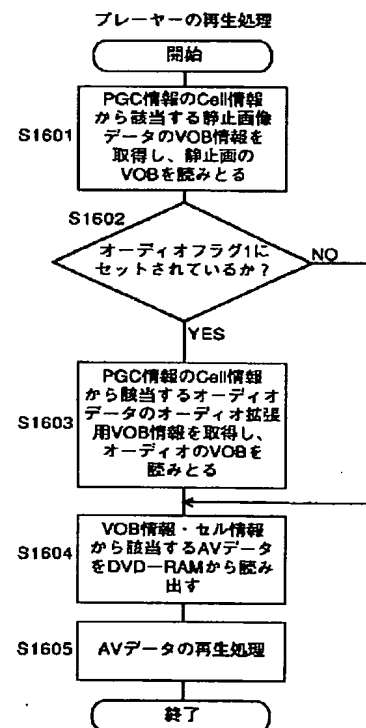 プレーヤーの再生処理
開始
S1601
PGC情報のCell情報
から該当する静止画像
データのVOB情報を
取得し、静止画の
VOBを読みとる
S1602
オーディオフラグ1に
セットされているか？
NO
YES
S1603
PGC情報のCell情報
から該当するオーディオ
データのオーディオ拡張
用VOB情報を取得し、
オーディオのVOBを
読みとる
S1604
VOB情報・セル情報
から該当するAVデータ
をDVD－RAMから読み
出す
S1605
AVデータの再生処理
終了